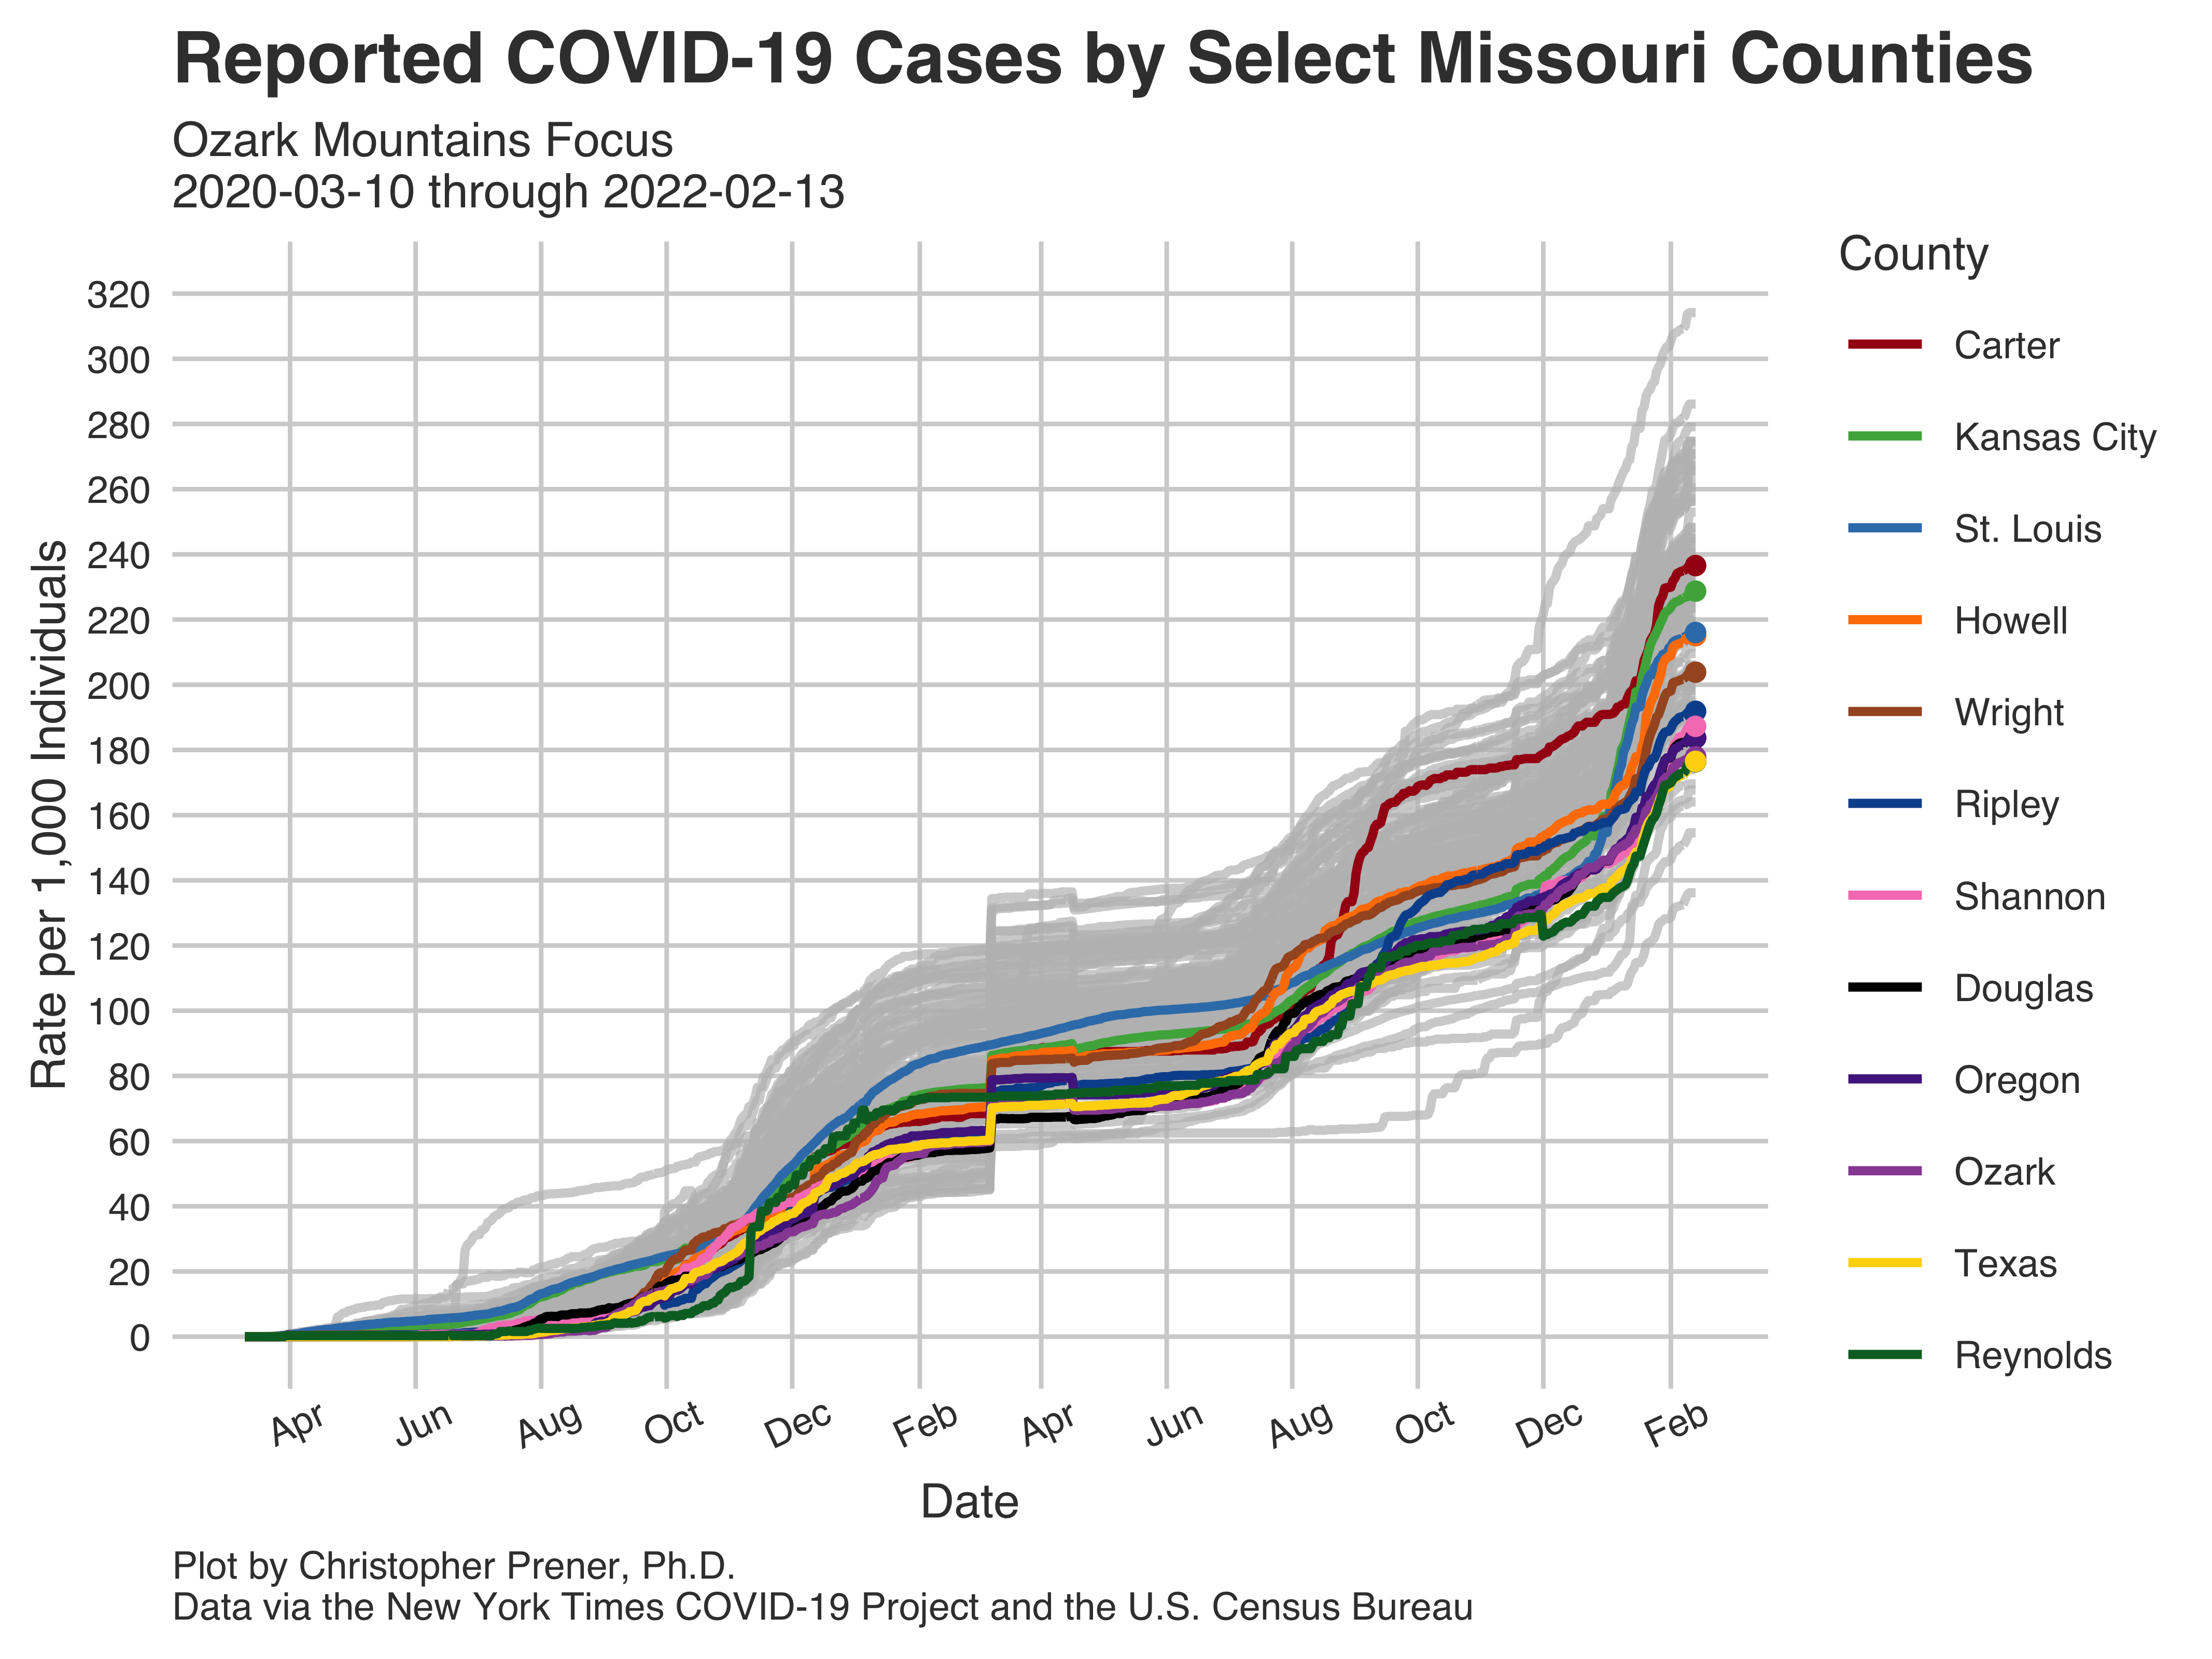 Reported COVID-19 Cases by Select Missouri Counties
Ozark Mountains Focus
2020-03-10 through 2022-02-13
Rate per 1,000 Individuals
320
300
280
260
240
220
200
180
160
140
120
100
80
60
40
20
0
Apr
Jun
Aug
Oct
Dec
Feb
Apr
Jun
Aug
Oct
Dec
Feb
Date
County
Carter
Kansas City
St. Louis
Howell
Wright
Ripley
Shannon
Douglas
Oregon
Ozark
Texas
Reynolds
Plot by Christopher Prener, Ph.D.
Data via the New York Times COVID-19 Project and the U.S. Census Bureau